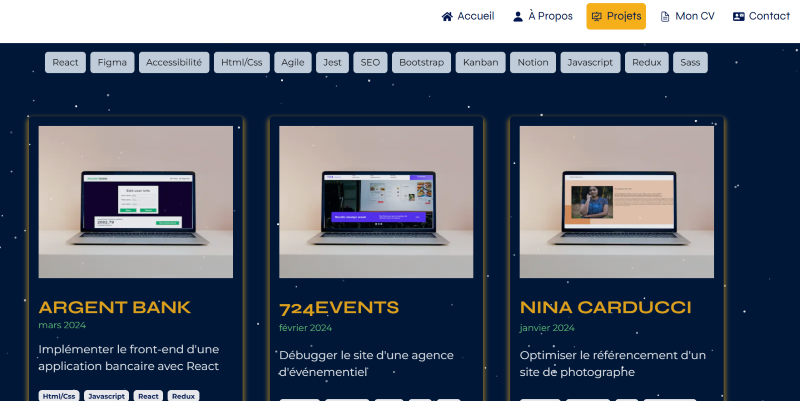 Accueil À Propos Projets Mon CV Contact
React Figma Accessibilité Html/Css Agile Jest SEO Bootstrap Kanban Notion Javascript Redux Sass
Edit user info
ARGENT BANK
mars 2024
Implémenter le front-end d'une
application bancaire avec React
Html/Css Javascript React Redux
724EVENTS
février 2024
Débugger le site d'une agence
d'événementiel
NINA CARDUCCI
janvier 2024
Optimiser le référencement d'un
site de photographe